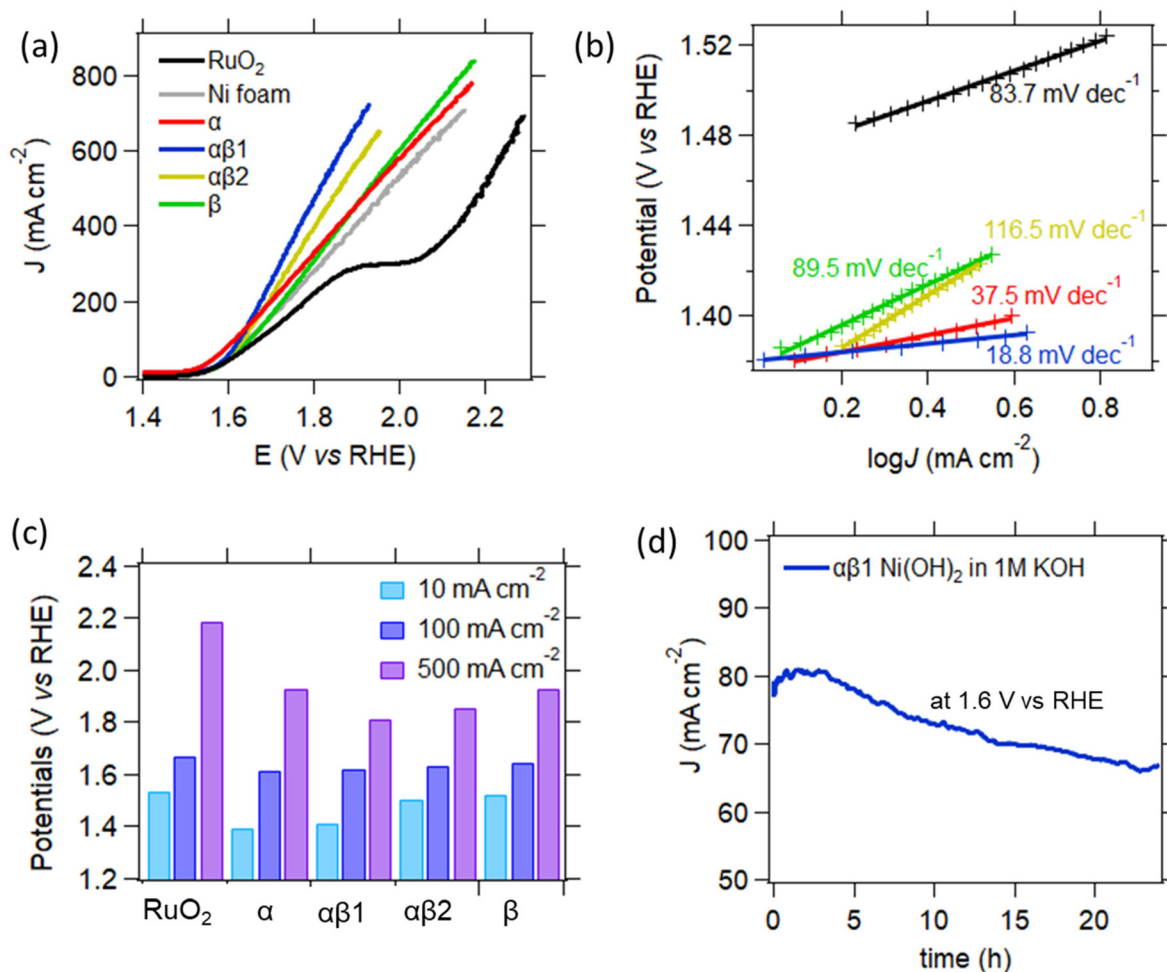 (a)
800
600
400
200
0
J (mA cm⁻²)
RuO₂
Ni foam
α
αβ1
αβ2
β
1.4
1.6
1.8
2.0
2.2
E (V vs RHE)
(b)
1.52
1.48
1.44
1.40
Potential (V vs RHE)
83.7 mV dec⁻¹
116.5 mV dec⁻¹
89.5 mV dec⁻¹
37.5 mV dec⁻¹
18.8 mV dec⁻¹
0.2
0.4
0.6
0.8
logJ (mA cm⁻²)
(c)
2.4
2.2
2.0
1.8
1.6
1.4
1.2
Potentials (V vs RHE)
10 mA cm⁻²
100 mA cm⁻²
500 mA cm⁻²
RuO₂
α
αβ1
αβ2
β
(d)
100
90
80
70
60
50
J (mA cm⁻²)
αβ1 Ni(OH)₂ in 1M KOH
at 1.6 V vs RHE
0
5
10
15
20
time (h)